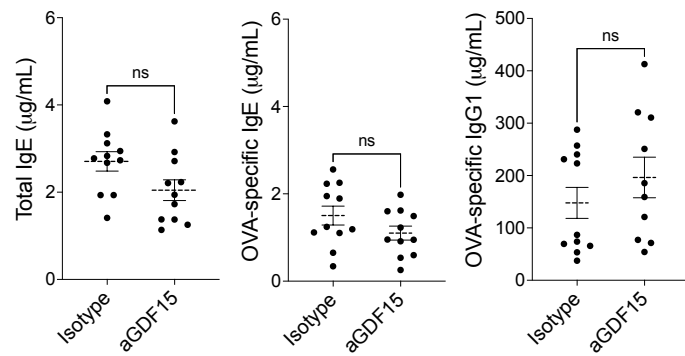 Total IgE (µg/mL)
6
4
2
0
ns
Isotype
aGDF15
OVA-specific IgE (µg/mL)
6
4
2
0
ns
Isotype
aGDF15
OVA-specific IgG1 (µg/mL)
500
400
300
200
100
0
ns
Isotype
aGDF15